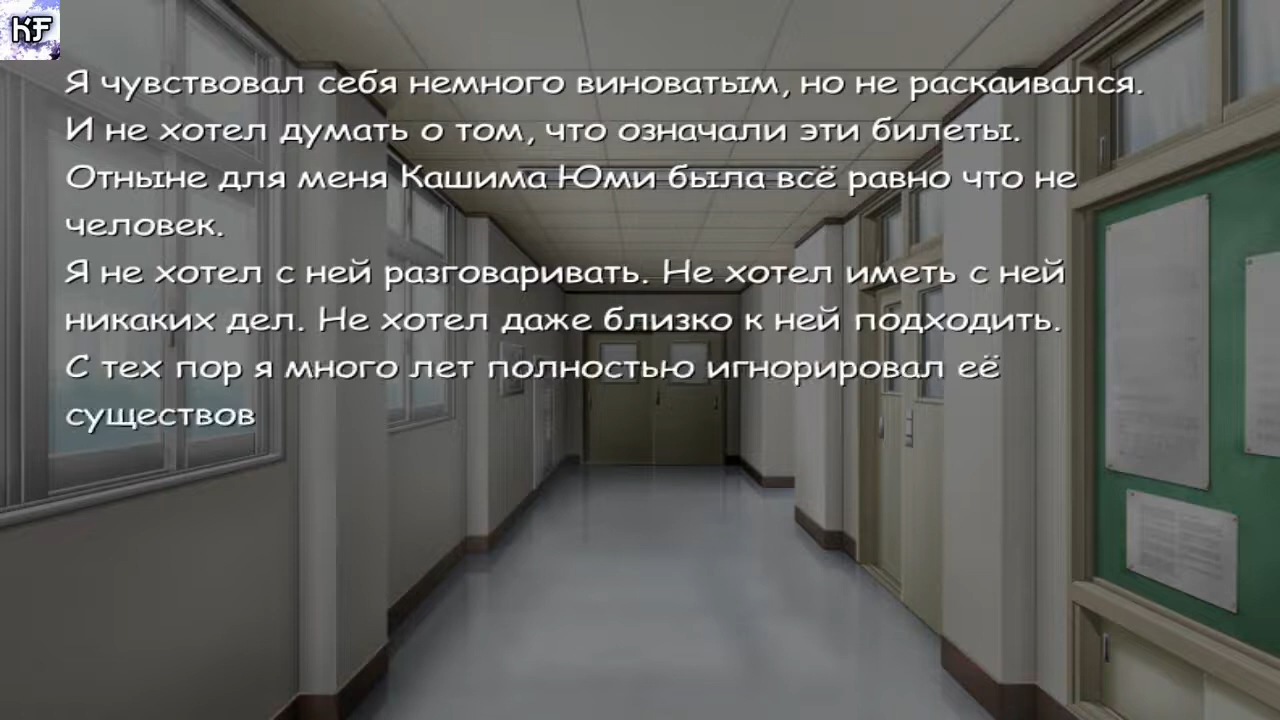 KF
Я чувствовал себя немного виноватым, но не раскаивался.
И не хотел думать о том, что означали эти билеты.
Отныне для меня Кашима Юми была всё равно что не
человек.
Я не хотел с ней разговаривать. Не хотел иметь с ней
никаких дел. Не хотел даже близко к ней подходить.
С тех пор я много лет полностью игнорировал её
существов